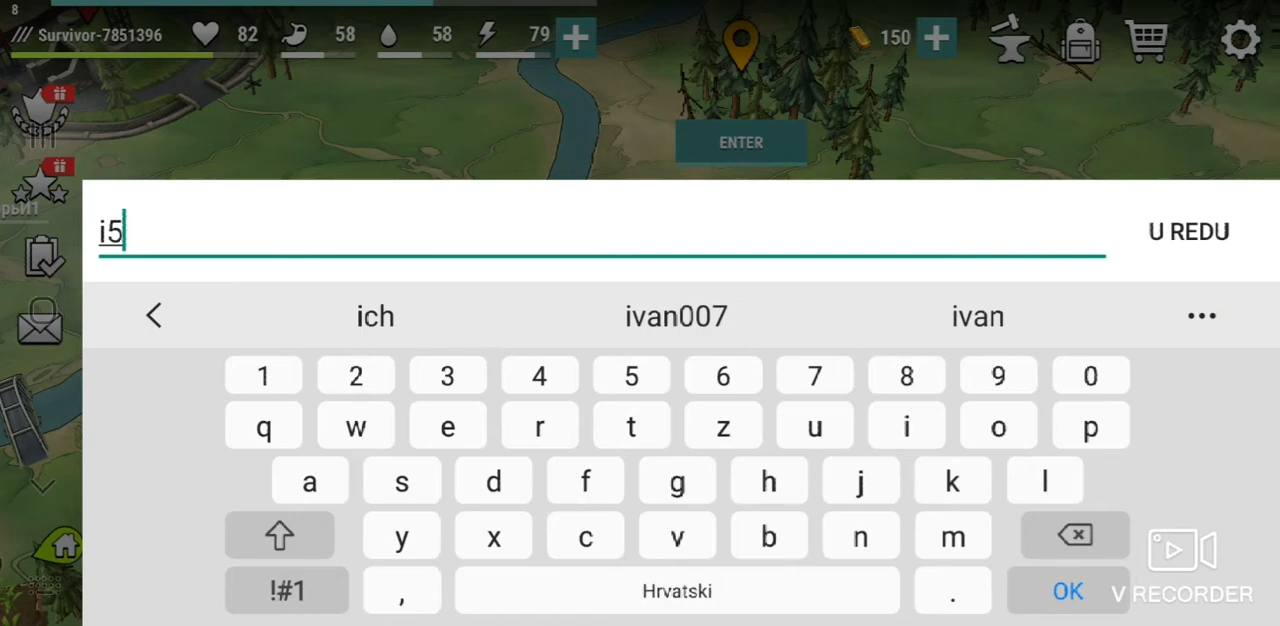 8
Survivor-7851396 82 58 58 79 150
ENTER
рьИ1
i5 U REDU
ich ivan007 ivan
1 2 3 4 5 6 7 8 9 0
q w e r t z u i o p
a s d f g h j k l
y x c v b n m
!#1 , Hrvatski . OK
V RECORDER